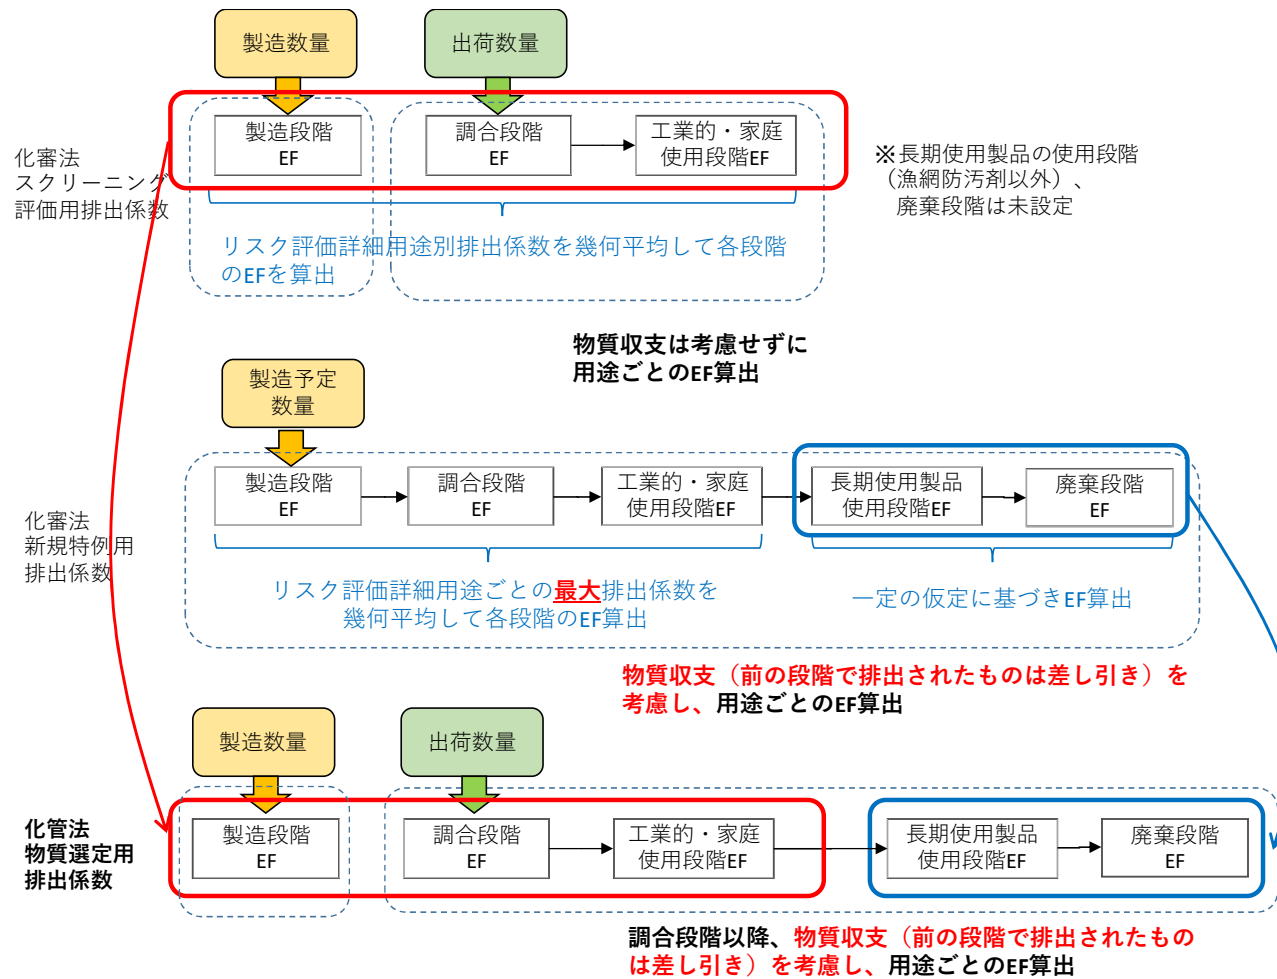 製造数量
出荷数量
製造段階
EF
調合段階
EF
工業的・家庭
使用段階EF
化審法
スクリーニング
評価用排出係数
※長期使用製品の使用段階
（漁網防汚剤以外）、
廃棄段階は未設定
リスク評価詳細用途別排出係数を幾何平均して各段階
のEFを算出
物質収支は考慮せずに
用途ごとのEF算出
製造予定
数量
製造段階
EF
調合段階
EF
工業的・家庭
使用段階EF
長期使用製品
使用段階EF
廃棄段階
EF
化審法
新規特例用
排出係数
リスク評価詳細用途ごとの最大排出係数を
幾何平均して各段階のEF算出
一定の仮定に基づきEF算出
物質収支（前の段階で排出されたものは差し引き）を
考慮し、用途ごとのEF算出
製造数量
出荷数量
化管法
物質選定用
排出係数
製造段階
EF
調合段階
EF
工業的・家庭
使用段階EF
長期使用製品
使用段階EF
廃棄段階
EF
調合段階以降、物質収支（前の段階で排出されたもの
は差し引き）を考慮し、用途ごとのEF算出